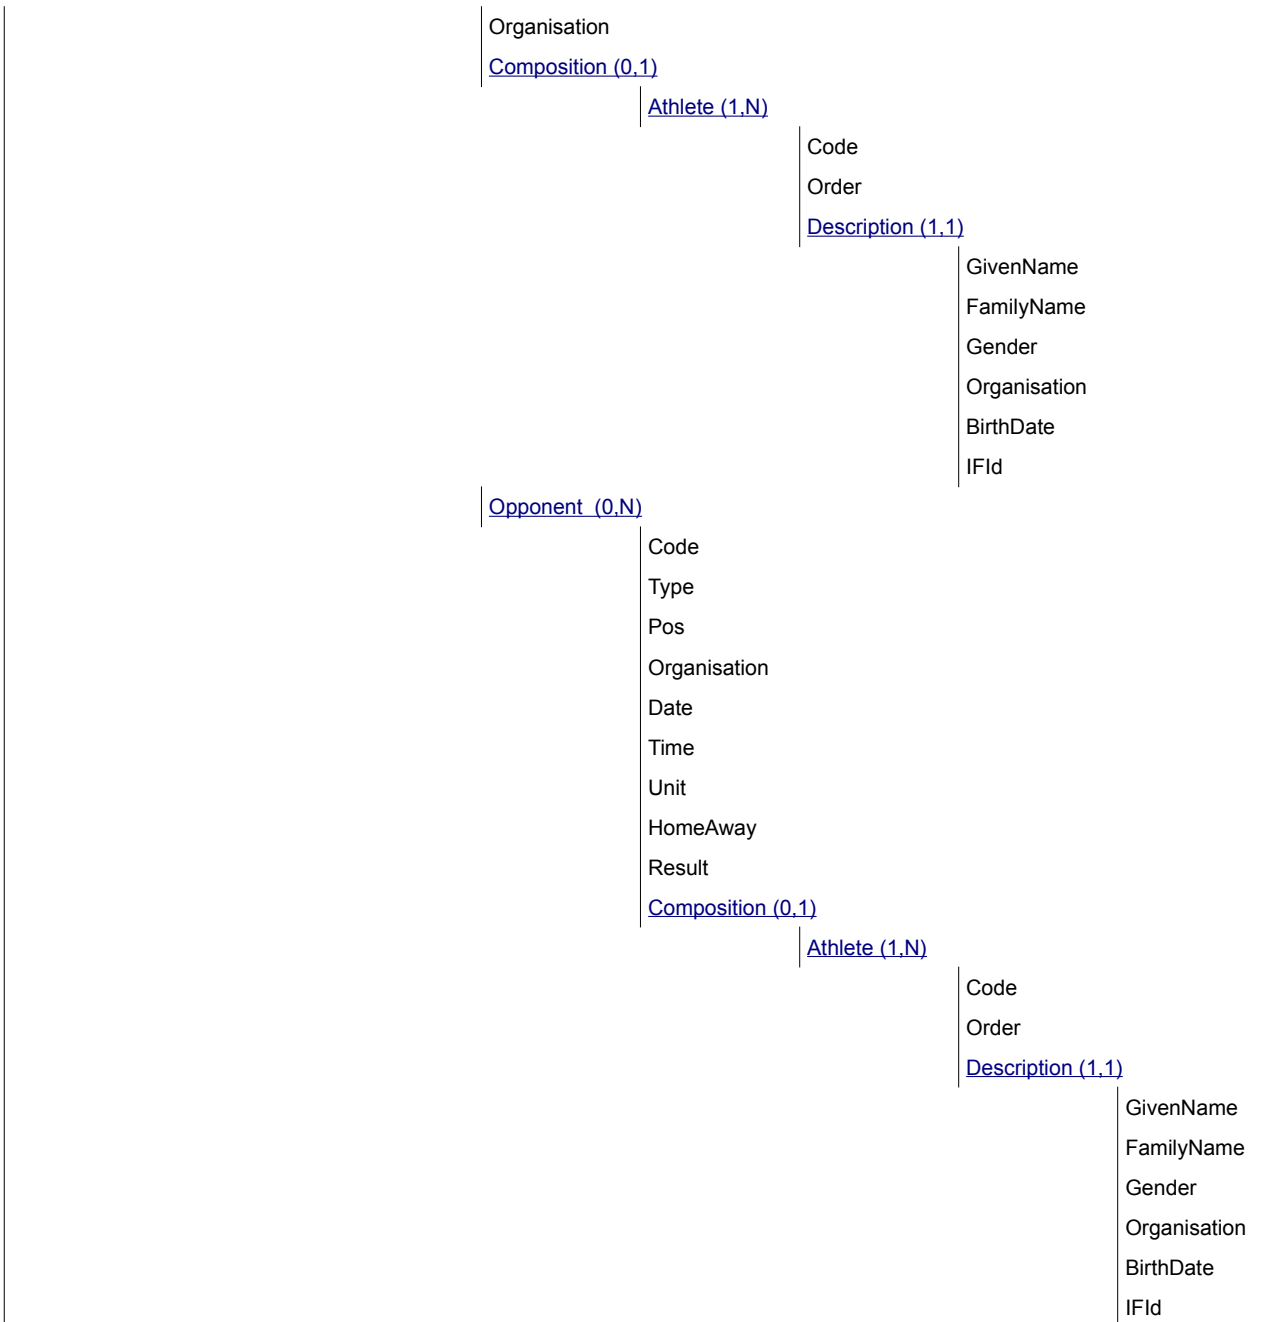 Organisation
Composition (0,1)
Athlete (1,N)
Code
Order
Description (1,1)
GivenName
FamilyName
Gender
Organisation
BirthDate
IFId
Opponent  (0,N)
Code
Type
Pos
Organisation
Date
Time
Unit
HomeAway
Result
Composition (0,1)
Athlete (1,N)
Code
Order
Description (1,1)
GivenName
FamilyName
Gender
Organisation
BirthDate
IFId